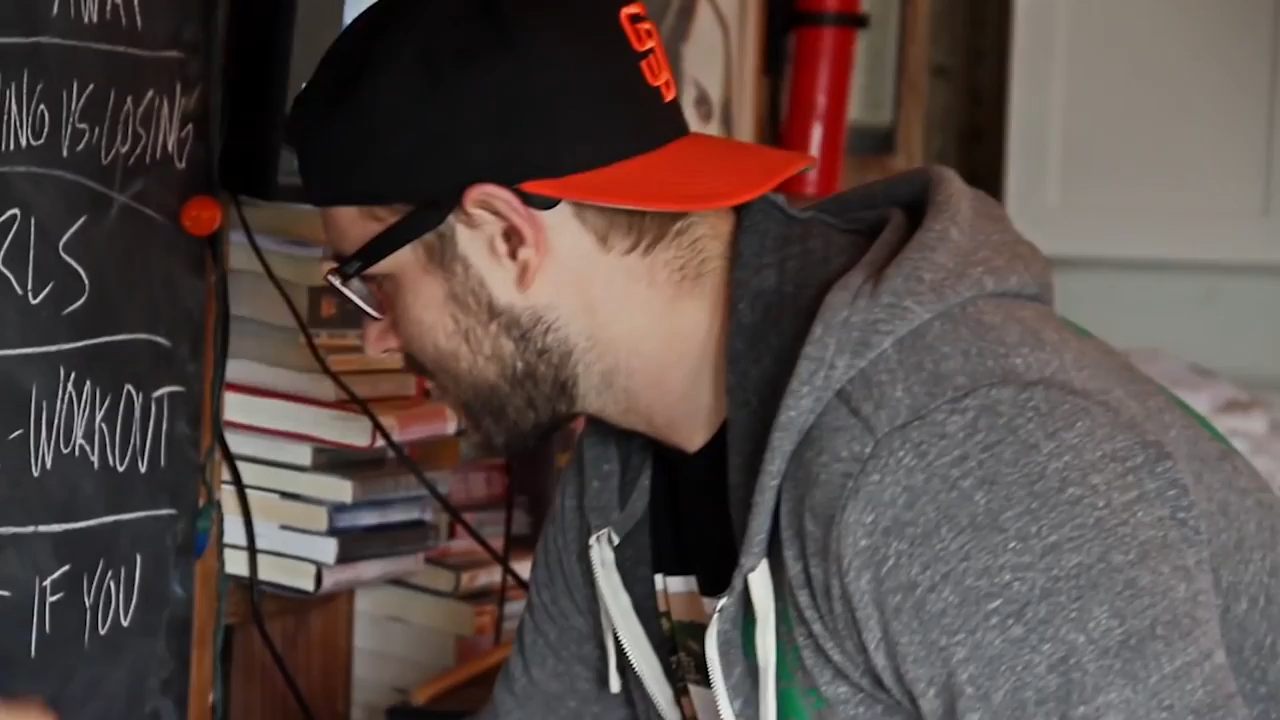 AWAY
ING VS. LOSING
RLS
-WORKOUT
- IF YOU